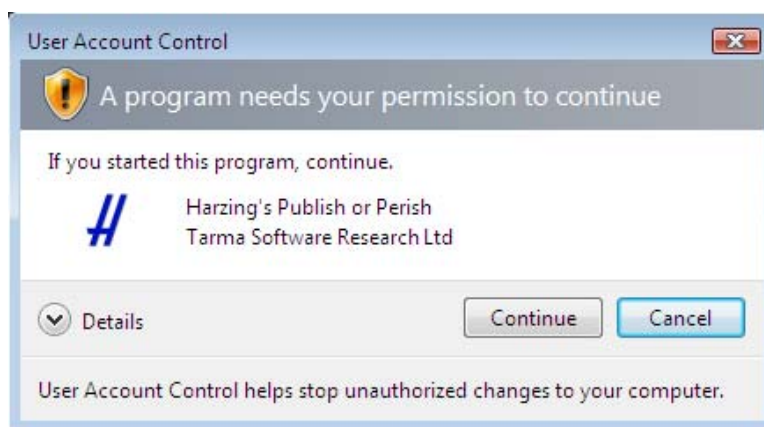 User Account Control
A program needs your permission to continue
If you started this program, continue.
Harzing's Publish or Perish
Tarma Software Research Ltd
Details
Continue
Cancel
User Account Control helps stop unauthorized changes to your computer.